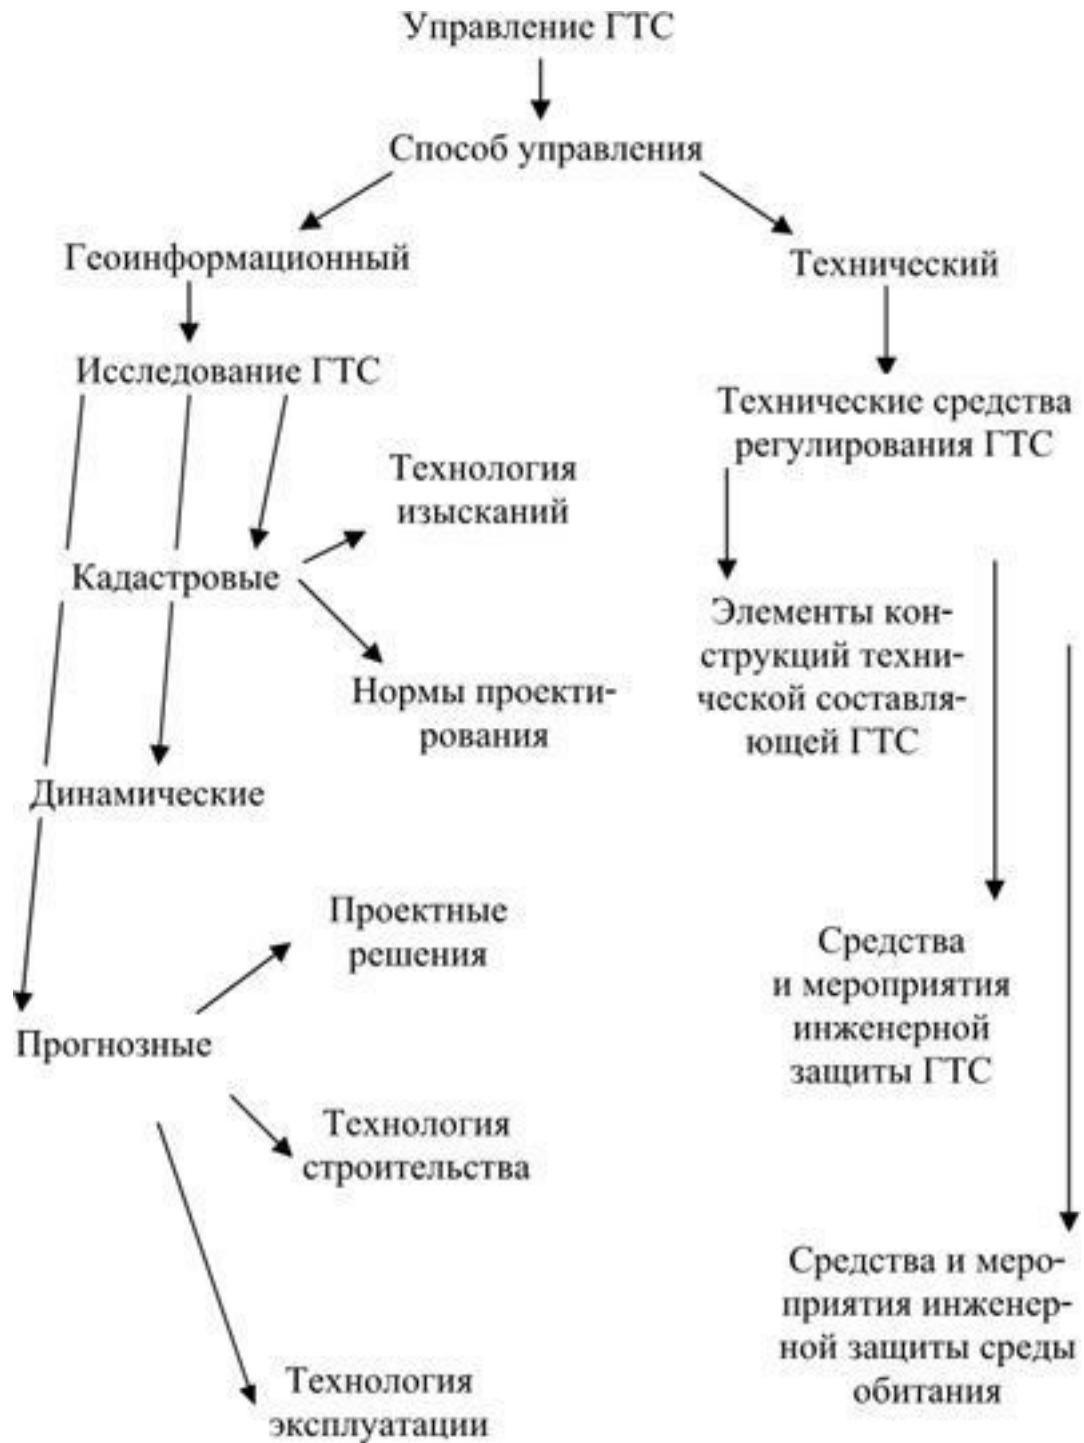 Управление ГТС
Способ управления
Геоинформационный
Технический
Исследование ГТС
Технические средства
регулирования ГТС
Технология
изысканий
Кадастровые
Нормы проекти-
рования
Элементы кон-
струкций техни-
ческой составля-
ющей ГТС
Динамические
Проектные
решения
Средства
и мероприятия
инженерной
защиты ГТС
Прогнозные
Технология
строительства
Средства и меро-
приятия инженер-
ной защиты среды
обитания
Технология
эксплуатации